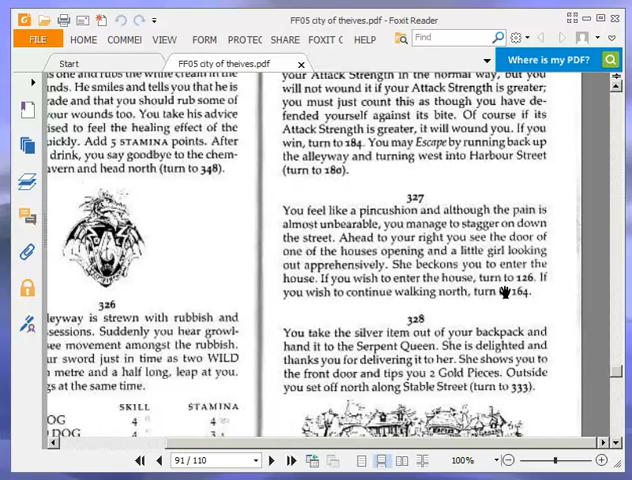 FF05 city of theives.pdf - Foxit Reader
FILE HOME COMMEI VIEW FORM PROTEC SHARE FOXIT C HELP Find
Start FF05 city of theives.pdf Where is my PDF?
is one and rubs the white cream in the
nds. He smiles and tells you that he is
rade and that you should rub some of
your wounds too. You take his advice
ised to feel the healing effect of the
uickly. Add 5 STAMINA points. After
drink, you say goodbye to the chem-
vern and head north (turn to 348).
326
leyway is strewn with rubbish and
sessions. Suddenly you hear growl-
see movement amongst the rubbish.
ur sword just in time as two WILD
metre and a half long, leap at you.
gs at the same time.
SKILL STAMINA
OG 4
DOG 4
your Attack Strength in the normal way, but you
will not wound it if your Attack Strength is greater;
you must just count this as though you have de-
fended yourself against its bite. Of course if its
Attack Strength is greater, it will wound you. If you
win, turn to 184. You may Escape by running back up
the alleyway and turning west into Harbour Street
(turn to 180).
327
You feel like a pincushion and although the pain is
almost unbearable, you manage to stagger on down
the street. Ahead to your right you see the door of
one of the houses opening and a little girl looking
out apprehensively. She beckons you to enter the
house. If you wish to enter the house, turn to 126. If
you wish to continue walking north, turn 164.
328
You take the silver item out of your backpack and
hand it to the Serpent Queen. She is delighted and
thanks you for delivering it to her. She shows you to
the front door and tips you 2 Gold Pieces. Outside
you set off north along Stable Street (turn to 333).
91 / 110 100%